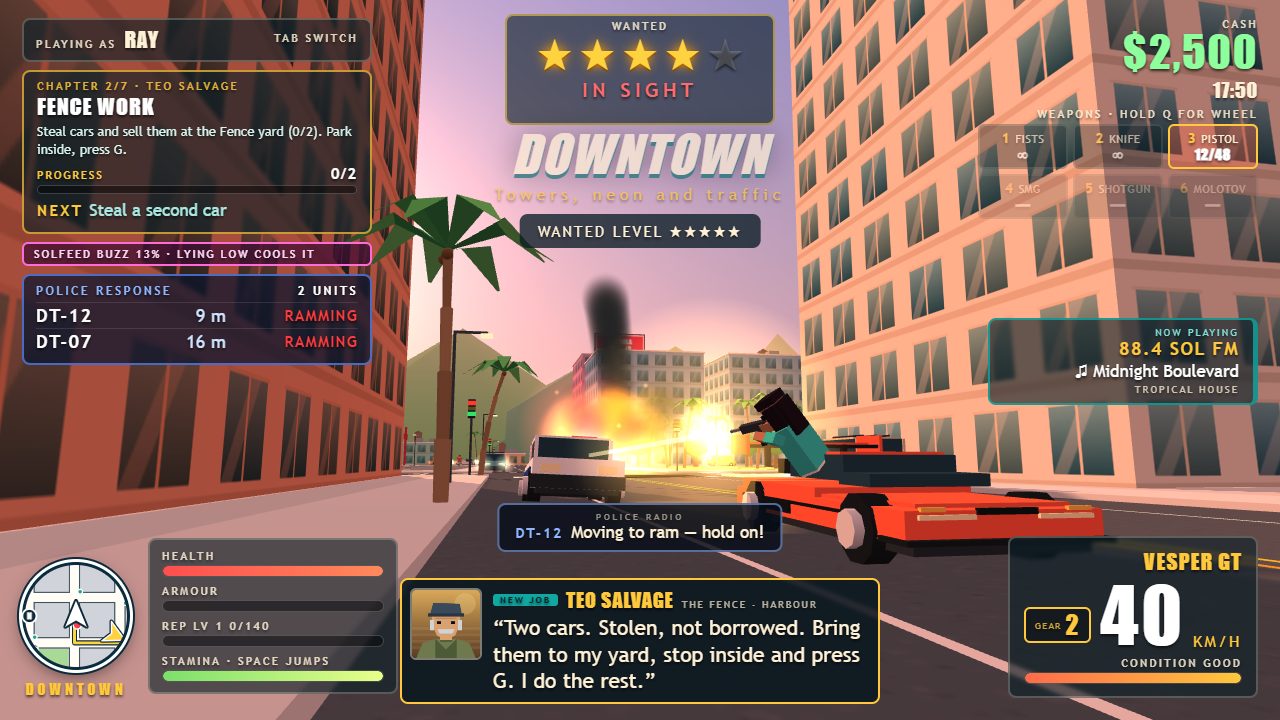 PLAYING AS RAY TAB SWITCH
CHAPTER 2/7 · TEO SALVAGE
FENCE WORK
Steal cars and sell them at the Fence yard (0/2). Park
inside, press G.
PROGRESS 0/2
NEXT Steal a second car
SOLFEED BUZZ 13% · LYING LOW COOLS IT
POLICE RESPONSE 2 UNITS
DT-12 9 m RAMMING
DT-07 16 m RAMMING
WANTED
★★★★★
IN SIGHT
DOWNTOWN
Towers, neon and traffic
WANTED LEVEL ★★★★★
CASH
$2,500
17:50
WEAPONS · HOLD Q FOR WHEEL
1 FISTS 2 KNIFE 3 PISTOL
∞ ∞ 12/48
4 SMG 5 SHOTGUN 6 MOLOTOV
— — —
NOW PLAYING
88.4 SOL FM
♫ Midnight Boulevard
TROPICAL HOUSE
POLICE RADIO
DT-12 Moving to ram — hold on!
HEALTH
ARMOUR
REP LV 1 0/140
STAMINA · SPACE JUMPS
DOWNTOWN
NEW JOB TEO SALVAGE THE FENCE · HARBOUR
“Two cars. Stolen, not borrowed. Bring
them to my yard, stop inside and press
G. I do the rest.”
VESPER GT
GEAR 2 40 KM/H
CONDITION GOOD